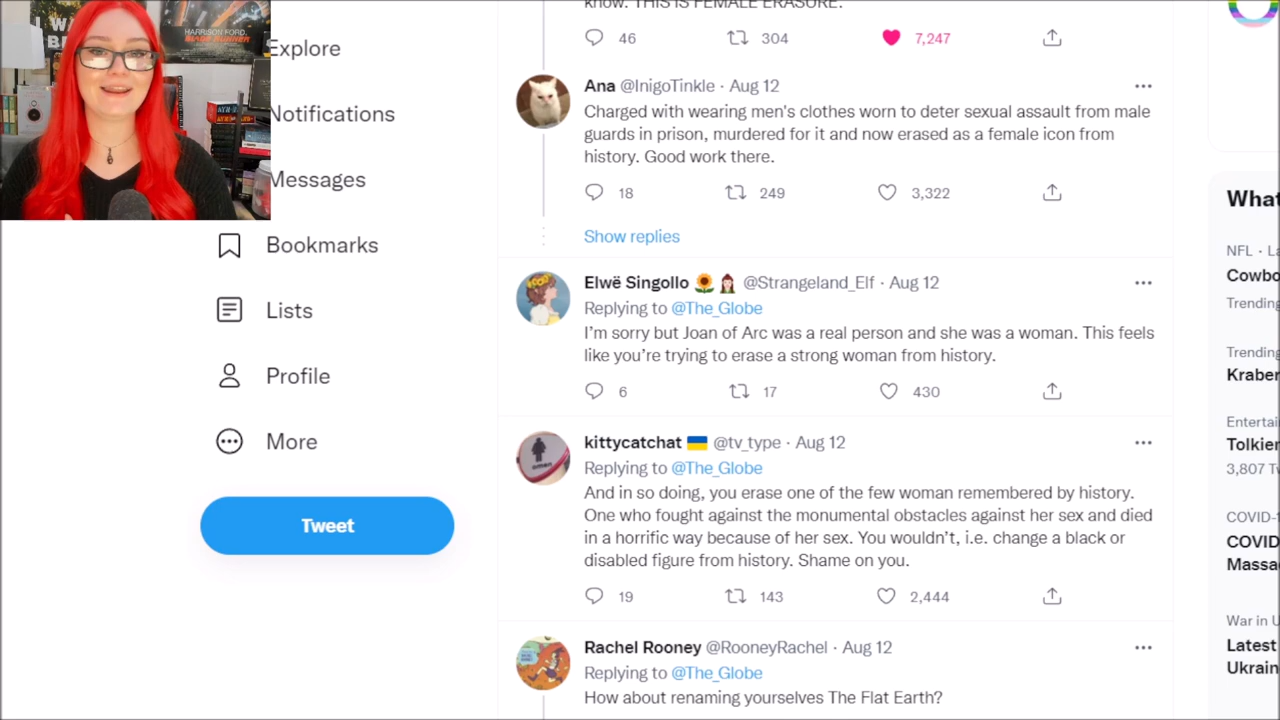 know. THIS IS FEMALE ERASURE.
46 304 7,247
HARRISON FORD.
Explore
Notifications
Messages
Bookmarks
Lists
Profile
More
Tweet
Ana @InigoTinkle · Aug 12
Charged with wearing men's clothes worn to deter sexual assault from male
guards in prison, murdered for it and now erased as a female icon from
history. Good work there.
18 249 3,322
Show replies
Elwë Singollo 🌻 @Strangeland_Elf · Aug 12
Replying to @The_Globe
I'm sorry but Joan of Arc was a real person and she was a woman. This feels
like you're trying to erase a strong woman from history.
6 17 430
kittycatchat 🇺🇦 @tv_type · Aug 12
Replying to @The_Globe
And in so doing, you erase one of the few woman remembered by history.
One who fought against the monumental obstacles against her sex and died
in a horrific way because of her sex. You wouldn't, i.e. change a black or
disabled figure from history. Shame on you.
19 143 2,444
Rachel Rooney @RooneyRachel · Aug 12
Replying to @The_Globe
How about renaming yourselves The Flat Earth?
What
NFL · La
Cowbo
Trending
Trending
Kraber
Entertai
Tolkien
3,807 T
COVID-1
COVID
Massa
War in U
Latest
Ukrain